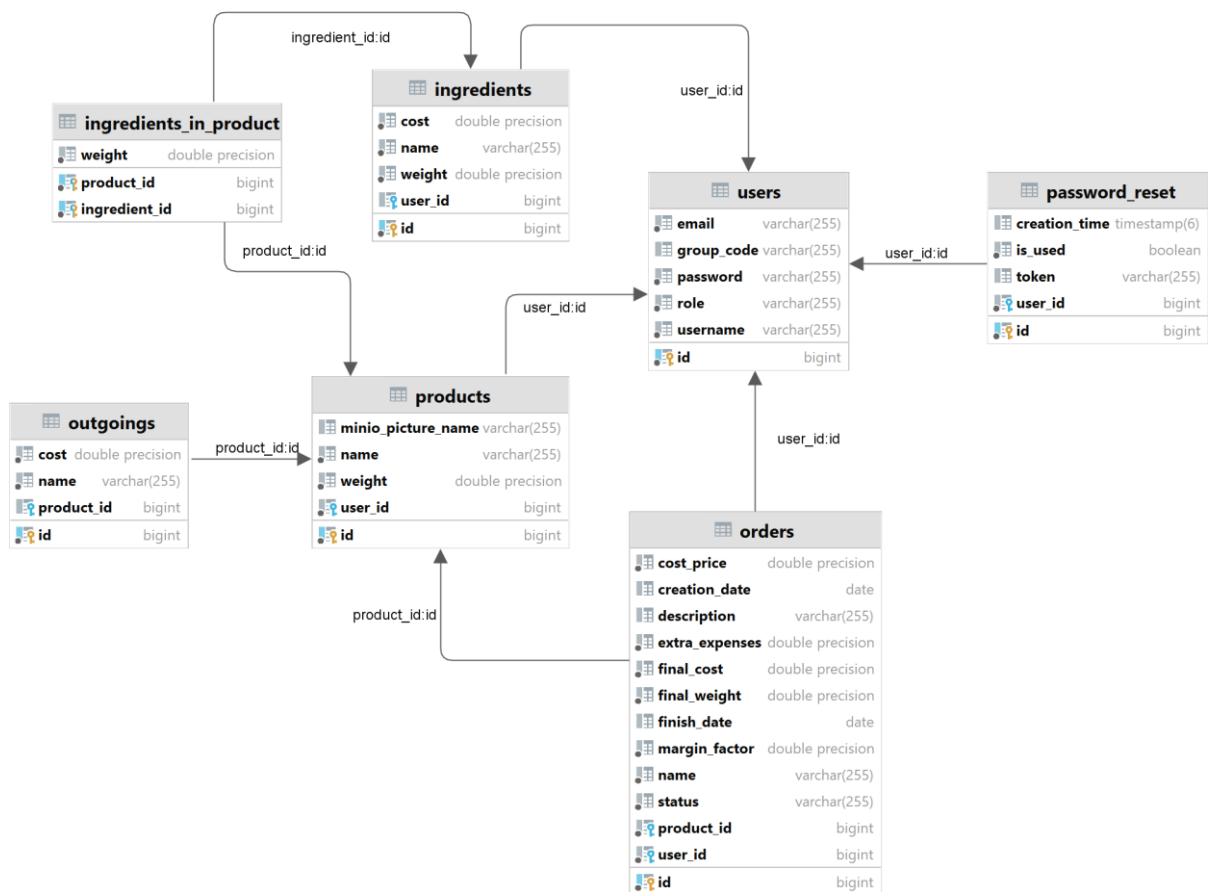 ingredient_id:id
user_id:id
ingredients
cost double precision
name varchar(255)
weight double precision
user_id bigint
id bigint
ingredients_in_product
weight double precision
product_id bigint
ingredient_id bigint
product_id:id
users
email varchar(255)
group_code varchar(255)
password varchar(255)
role varchar(255)
username varchar(255)
id bigint
password_reset
creation_time timestamp(6)
is_used boolean
token varchar(255)
user_id bigint
id bigint
user_id:id
user_id:id
products
minio_picture_name varchar(255)
name varchar(255)
weight double precision
user_id bigint
id bigint
outgoings
cost double precision
name varchar(255)
product_id bigint
id bigint
product_id:id
user_id:id
product_id:id
orders
cost_price double precision
creation_date date
description varchar(255)
extra_expenses double precision
final_cost double precision
final_weight double precision
finish_date date
margin_factor double precision
name varchar(255)
status varchar(255)
product_id bigint
user_id bigint
id bigint